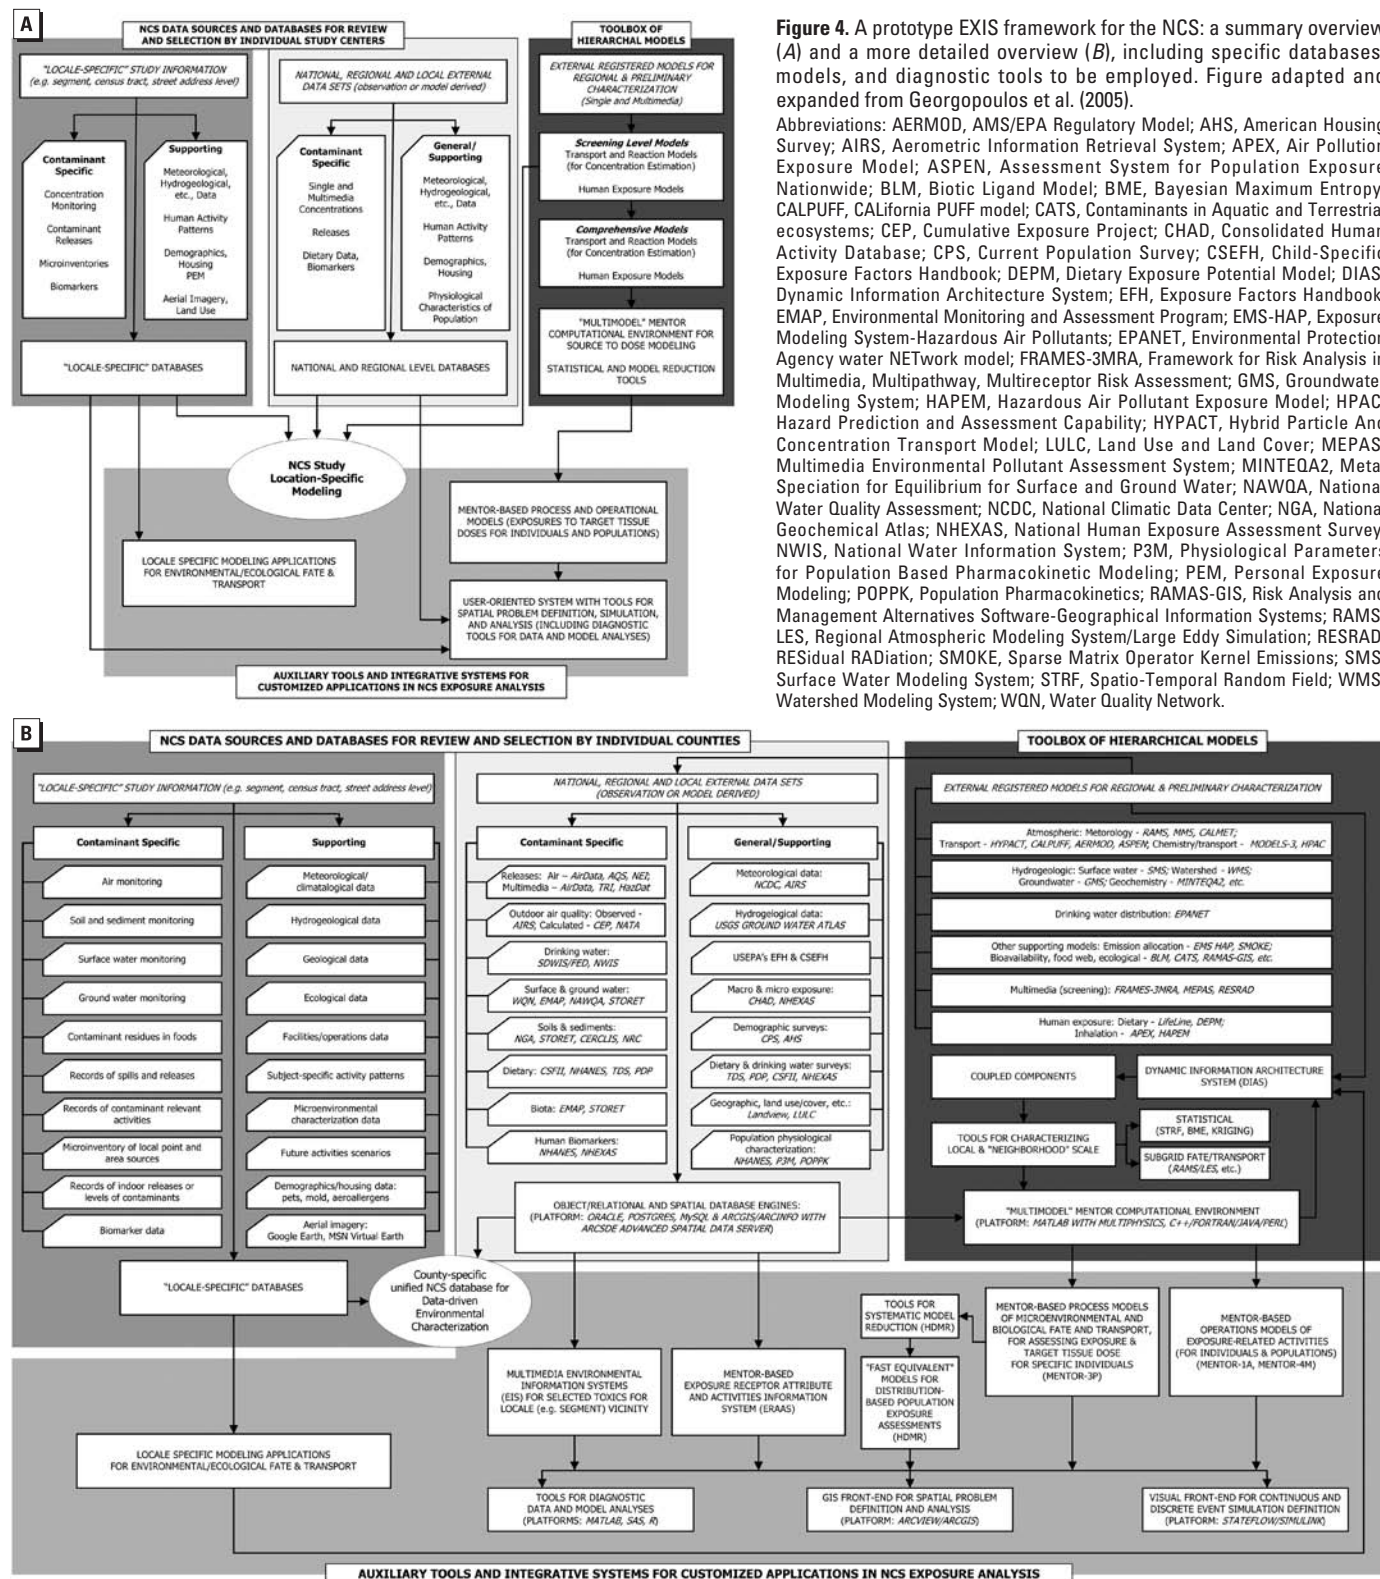 A
NCS DATA SOURCES AND DATABASES FOR REVIEW
AND SELECTION BY INDIVIDUAL STUDY CENTERS
TOOLBOX OF
HIERARCHAL MODELS
"LOCALE-SPECIFIC" STUDY INFORMATION
(e.g. segment, census tract, street address level)
NATIONAL, REGIONAL AND LOCAL EXTERNAL
DATA SETS (observation or model derived)
EXTERNAL REGISTERED MODELS FOR
REGIONAL & PRELIMINARY
CHARACTERIZATION
(Single and Multimedia)
Contaminant
Specific
Concentration
Monitoring
Contaminant
Releases
Microinventories
Biomarkers
Supporting
Meteorological,
Hydrogeological,
etc., Data
Human Activity
Patterns
Demographics,
Housing
PEM
Aerial Imagery,
Land Use
Contaminant
Specific
Single and
Multimedia
Concentrations
Releases
Dietary Data,
Biomarkers
General/
Supporting
Meteorological,
Hydrogeological,
etc., Data
Human Activity
Patterns
Demographics,
Housing
Physiological
Characteristics of
Population
Screening Level Models
Transport and Reaction Models
(for Concentration Estimation)
Human Exposure Models
Comprehensive Models
Transport and Reaction Models
(for Concentration Estimation)
Human Exposure Models
"LOCALE-SPECIFIC" DATABASES
NATIONAL AND REGIONAL LEVEL DATABASES
"MULTIMODEL" MENTOR
COMPUTATIONAL ENVIRONMENT FOR
SOURCE TO DOSE MODELING
STATISTICAL AND MODEL REDUCTION
TOOLS
NCS Study
Location-Specific
Modeling
MENTOR-BASED PROCESS AND OPERATIONAL
MODELS (EXPOSURES TO TARGET TISSUE
DOSES FOR INDIVIDUALS AND POPULATIONS)
LOCALE SPECIFIC MODELING APPLICATIONS
FOR ENVIRONMENTAL/ECOLOGICAL FATE &
TRANSPORT
USER-ORIENTED SYSTEM WITH TOOLS FOR
SPATIAL PROBLEM DEFINITION, SIMULATION,
AND ANALYSIS (INCLUDING DIAGNOSTIC
TOOLS FOR DATA AND MODEL ANALYSES)
AUXILIARY TOOLS AND INTEGRATIVE SYSTEMS FOR
CUSTOMIZED APPLICATIONS IN NCS EXPOSURE ANALYSIS
Figure 4. A prototype EXIS framework for the NCS: a summary overview
(A) and a more detailed overview (B), including specific databases
models, and diagnostic tools to be employed. Figure adapted and
expanded from Georgopoulos et al. (2005).
Abbreviations: AERMOD, AMS/EPA Regulatory Model; AHS, American Housing
Survey; AIRS, Aerometric Information Retrieval System; APEX, Air Pollution
Exposure Model; ASPEN, Assessment System for Population Exposure
Nationwide; BLM, Biotic Ligand Model; BME, Bayesian Maximum Entropy
CALPUFF, CALifornia PUFF model; CATS, Contaminants in Aquatic and Terrestria
ecosystems; CEP, Cumulative Exposure Project; CHAD, Consolidated Human
Activity Database; CPS, Current Population Survey; CSEFH, Child-Specific
Exposure Factors Handbook; DEPM, Dietary Exposure Potential Model; DIAS
Dynamic Information Architecture System; EFH, Exposure Factors Handbook
EMAP, Environmental Monitoring and Assessment Program; EMS-HAP, Exposure
Modeling System-Hazardous Air Pollutants; EPANET, Environmental Protection
Agency water NETwork model; FRAMES-3MRA, Framework for Risk Analysis in
Multimedia, Multipathway, Multireceptor Risk Assessment; GMS, Groundwate
Modeling System; HAPEM, Hazardous Air Pollutant Exposure Model; HPAC
Hazard Prediction and Assessment Capability; HYPACT, Hybrid Particle And
Concentration Transport Model; LULC, Land Use and Land Cover; MEPAS
Multimedia Environmental Pollutant Assessment System; MINTEQA2, Meta
Speciation for Equilibrium for Surface and Ground Water; NAWQA, Nationa
Water Quality Assessment; NCDC, National Climatic Data Center; NGA, Nationa
Geochemical Atlas; NHEXAS, National Human Exposure Assessment Survey
NWIS, National Water Information System; P3M, Physiological Parameters
for Population Based Pharmacokinetic Modeling; PEM, Personal Exposure
Modeling; POPPK, Population Pharmacokinetics; RAMAS-GIS, Risk Analysis and
Management Alternatives Software-Geographical Information Systems; RAMS
LES, Regional Atmospheric Modeling System/Large Eddy Simulation; RESRAD
RESidual RADiation; SMOKE, Sparse Matrix Operator Kernel Emissions; SMS
Surface Water Modeling System; STRF, Spatio-Temporal Random Field; WMS
Watershed Modeling System; WQN, Water Quality Network.
B
NCS DATA SOURCES AND DATABASES FOR REVIEW AND SELECTION BY INDIVIDUAL COUNTIES
TOOLBOX OF HIERARCHICAL MODELS
"LOCALE-SPECIFIC" STUDY INFORMATION (e.g. segment, census tract, street address level)
Contaminant Specific
Air monitoring
Soil and sediment monitoring
Surface water monitoring
Ground water monitoring
Contaminant residues in foods
Records of spills and releases
Records of contaminant relevant
activities
Microinventory of local point and
area sources
Records of indoor releases or
levels of contaminants
Biomarker data
Supporting
Meteorological/
climatalogical data
Hydrogeological data
Geological data
Ecological data
Facilities/operations data
Subject-specific activity patterns
Microenvironmental
characterization data
Future activities scenarios
Demographics/housing data:
pets, mold, aeroallergens
Aerial imagery:
Google Earth, MSN Virtual Earth
NATIONAL, REGIONAL AND LOCAL EXTERNAL DATA SETS
(OBSERVATION OR MODEL DERIVED)
Contaminant Specific
Releases: Air – AirData, AQS, NEI;
Multimedia – AirData, TRI, HazDat
Outdoor air quality: Observed -
AIRS; Calculated - CEP, NATA
Drinking water:
SDWIS/FED, NWIS
Surface & ground water:
WQN, EMAP, NAWQA, STORET
Soils & sediments:
NGA, STORET, CERCLIS, NRC
Dietary: CSFII, NHANES, TDS, PDP
Biota: EMAP, STORET
Human Biomarkers:
NHANES, NHEXAS
General/Supporting
Meteorological data:
NCDC, AIRS
Hydrogelogical data:
USGS GROUND WATER ATLAS
USEPA's EFH & CSEFH
Macro & micro exposure:
CHAD, NHEXAS
Demographic surveys:
CPS, AHS
Dietary & drinking water surveys:
TDS, PDP, CSFII, NHEXAS
Geographic, land use/cover, etc.:
Landview, LULC
Population physiological
characterization:
NHANES, P3M, POPPK
EXTERNAL REGISTERED MODELS FOR REGIONAL & PRELIMINARY CHARACTERIZATION
Atmospheric: Metorology - RAMS, MMS, CALMET;
Transport - HYPACT, CALPUFF, AERMOD, ASPEN; Chemistry/transport - MODELS-3, HPAC
Hydrogeologic: Surface water - SMS; Watershed - WMS;
Groundwater - GMS; Geochemistry - MINTEQA2, etc.
Drinking water distribution: EPANET
Other supporting models: Emission allocation - EMS HAP, SMOKE;
Bioavailability, food web, ecological - BLM, CATS, RAMAS-GIS, etc.
Multimedia (screening): FRAMES-3MRA, MEPAS, RESRAD
Human exposure: Dietary - LifeLine, DEPM;
Inhalation - APEX, HAPEM
COUPLED COMPONENTS
DYNAMIC INFORMATION ARCHITECTURE
SYSTEM (DIAS)
TOOLS FOR CHARACTERIZING
LOCAL & "NEIGHBORHOOD" SCALE
STATISTICAL
(STRF, BME, KRIGING)
SUBGRID FATE/TRANSPORT
(RAMS/LES, etc.)
OBJECT/RELATIONAL AND SPATIAL DATABASE ENGINES:
(PLATFORM: ORACLE, POSTGRES, MySQL & ARCGIS/ARCINFO WITH
ARCSDE ADVANCED SPATIAL DATA SERVER)
"MULTIMODEL" MENTOR COMPUTATIONAL ENVIRONMENT
(PLATFORM: MATLAB WITH MULTIPHYSICS, C++/FORTRAN/JAVA/PERL)
"LOCALE-SPECIFIC" DATABASES
County-specific
unified NCS database for
Data-driven
Environmental
Characterization
TOOLS FOR
SYSTEMATIC MODEL
REDUCTION (HDMR)
MENTOR-BASED PROCESS MODELS
OF MICROENVIRONMENTAL AND
BIOLOGICAL FATE AND TRANSPORT,
FOR ASSESSING EXPOSURE &
TARGET TISSUE DOSE
FOR SPECIFIC INDIVIDUALS
(MENTOR-3P)
MENTOR-BASED
OPERATIONS MODELS OF
EXPOSURE-RELATED ACTIVITIES
(FOR INDIVIDUALS & POPULATIONS)
(MENTOR-1A, MENTOR-4M)
MULTIMEDIA ENVIRONMENTAL
INFORMATION SYSTEMS
(EIS) FOR SELECTED TOXICS FOR
LOCALE (e.g. SEGMENT) VICINITY
MENTOR-BASED
EXPOSURE RECEPTOR ATTRIBUTE
AND ACTIVITIES INFORMATION
SYSTEM (ERAAS)
"FAST EQUIVALENT"
MODELS FOR
DISTRIBUTION-
BASED POPULATION
EXPOSURE
ASSESSMENTS
(HDMR)
LOCALE SPECIFIC MODELING APPLICATIONS
FOR ENVIRONMENTAL/ECOLOGICAL FATE & TRANSPORT
TOOLS FOR DIAGNOSTIC
DATA AND MODEL ANALYSES
(PLATFORMS: MATLAB, SAS, R)
GIS FRONT-END FOR SPATIAL PROBLEM
DEFINITION AND ANALYSIS
(PLATFORM: ARCVIEW/ARCGIS)
VISUAL FRONT-END FOR CONTINUOUS AND
DISCRETE EVENT SIMULATION DEFINITION
(PLATFORM: STATEFLOW/SIMULINK)
AUXILIARY TOOLS AND INTEGRATIVE SYSTEMS FOR CUSTOMIZED APPLICATIONS IN NCS EXPOSURE ANALYSIS